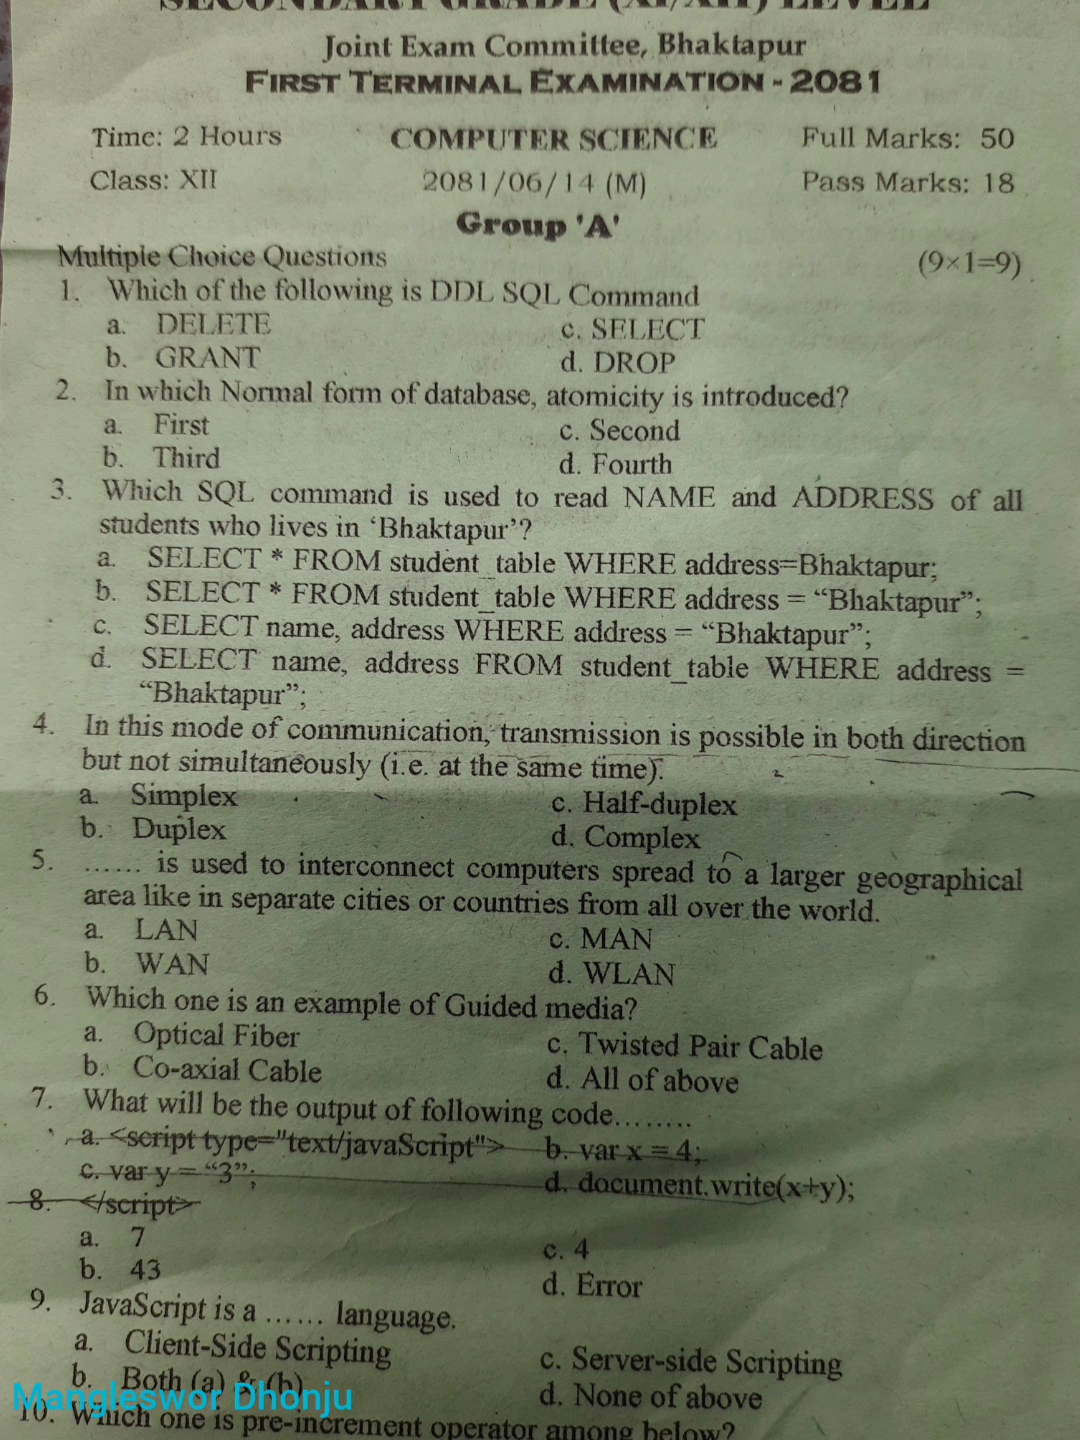 SECONDARY GRADE (XI/XII) LEVEL
Joint Exam Committee, Bhaktapur
FIRST TERMINAL EXAMINATION - 2081
Time: 2 Hours COMPUTER SCIENCE Full Marks: 50
Class: XII 2081/06/14 (M) Pass Marks: 18
Group 'A'
Multiple Choice Questions (9×1=9)
1. Which of the following is DDL SQL Command
a. DELETE c. SELECT
b. GRANT d. DROP
2. In which Normal form of database, atomicity is introduced?
a. First c. Second
b. Third d. Fourth
3. Which SQL command is used to read NAME and ADDRESS of all
students who lives in ‘Bhaktapur’?
a. SELECT * FROM student_table WHERE address=Bhaktapur;
b. SELECT * FROM student_table WHERE address = “Bhaktapur”;
c. SELECT name, address WHERE address = “Bhaktapur”;
d. SELECT name, address FROM student_table WHERE address =
“Bhaktapur”;
4. In this mode of communication, transmission is possible in both direction
but not simultaneously (i.e. at the same time).
a. Simplex c. Half-duplex
b. Duplex d. Complex
5. ...... is used to interconnect computers spread to a larger geographical
area like in separate cities or countries from all over the world.
a. LAN c. MAN
b. WAN d. WLAN
6. Which one is an example of Guided media?
a. Optical Fiber c. Twisted Pair Cable
b. Co-axial Cable d. All of above
7. What will be the output of following code........
a. <script type="text/javaScript"> b. var x = 4;
c. var y = “3”; d. document.write(x+y);
8. </script>
a. 7 c. 4
b. 43 d. Error
9. JavaScript is a ...... language.
a. Client-Side Scripting c. Server-side Scripting
b. Both (a) & (b) d. None of above
Mangleswor Dhonju
10. Which one is pre-increment operator among below?